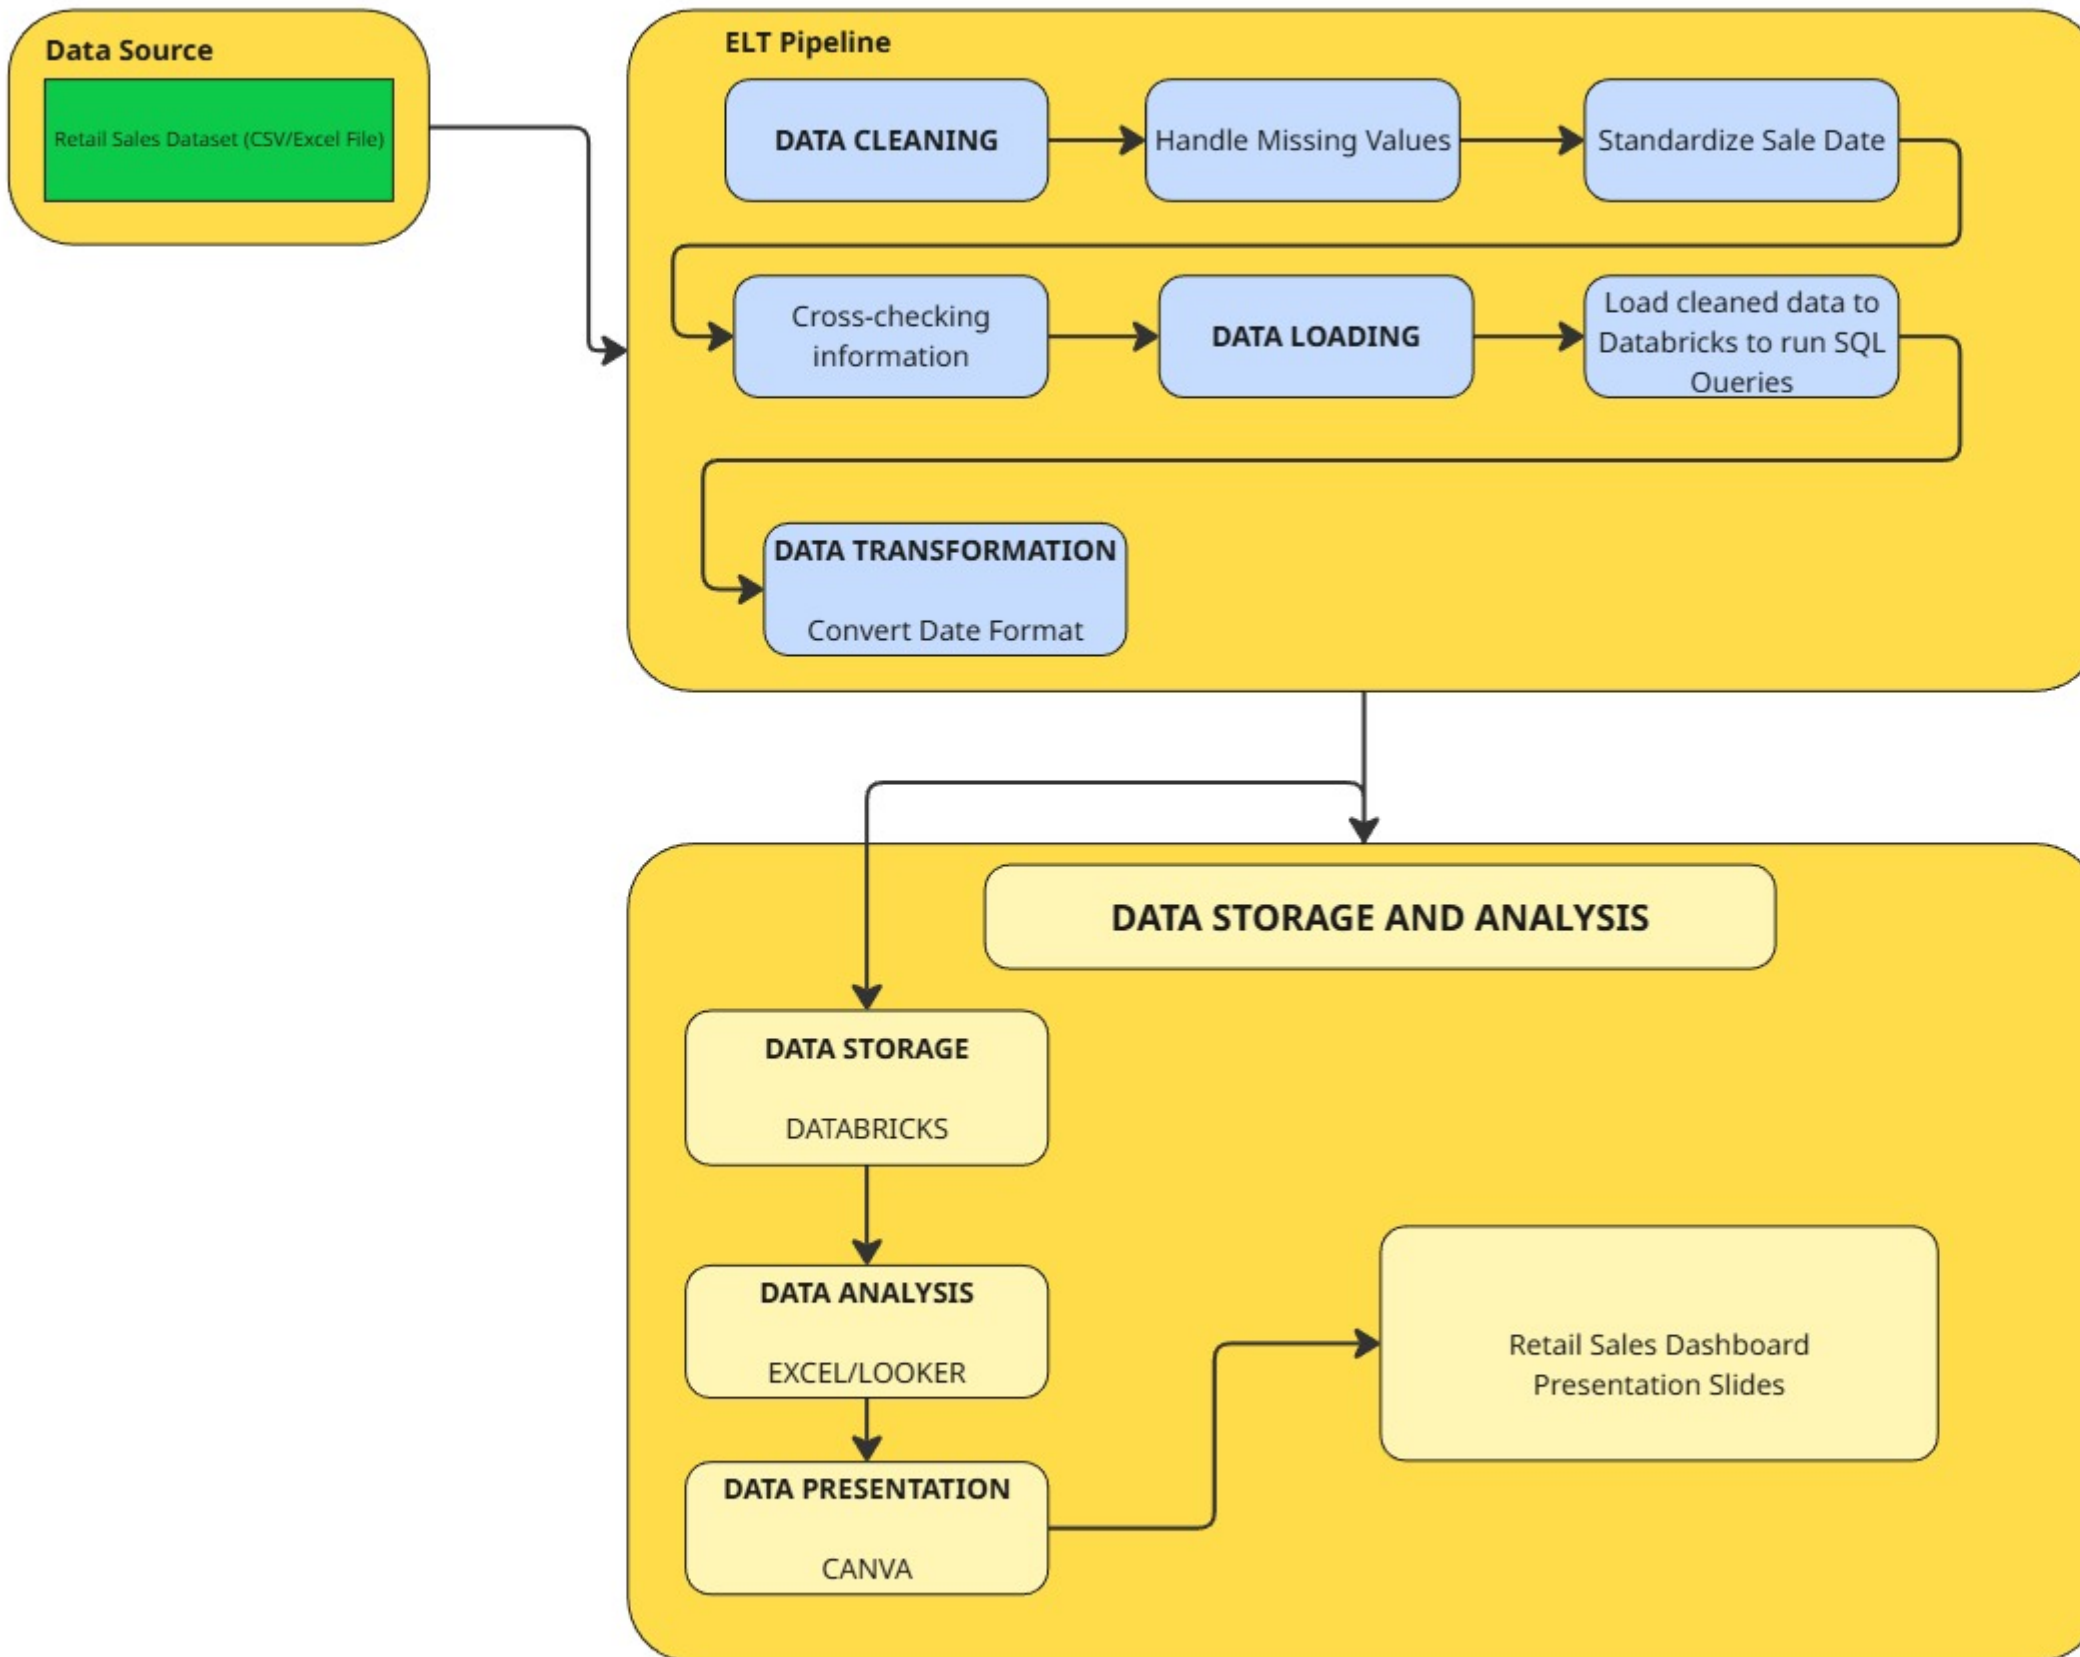 Data Source
Retail Sales Dataset (CSV/Excel File)
ELT Pipeline
DATA CLEANING
Handle Missing Values
Standardize Sale Date
Cross-checking
information
DATA LOADING
Load cleaned data to
Databricks to run SQL
Queries
DATA TRANSFORMATION
Convert Date Format
DATA STORAGE AND ANALYSIS
DATA STORAGE
DATABRICKS
DATA ANALYSIS
EXCEL/LOOKER
DATA PRESENTATION
CANVA
Retail Sales Dashboard
Presentation Slides